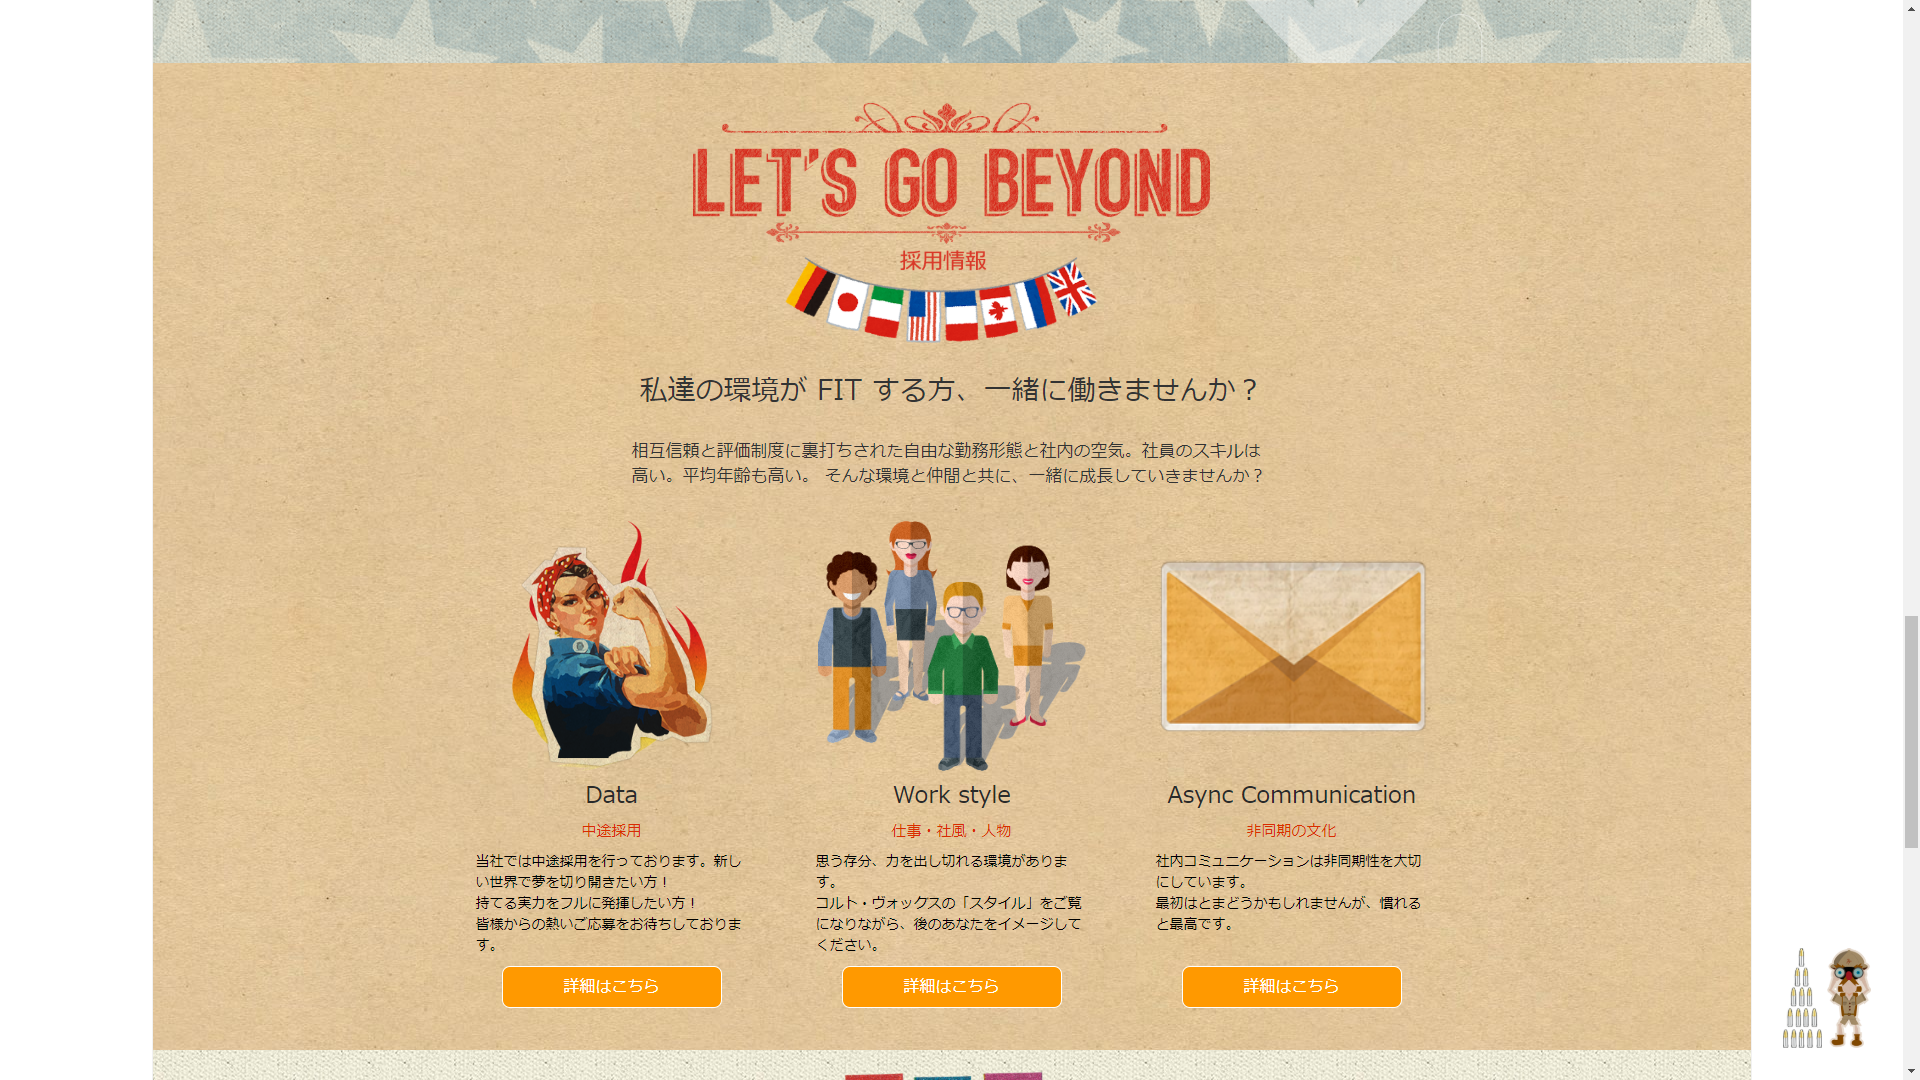 LET'S GO BEYOND
採用情報
私達の環境が FIT する方、一緒に働きませんか？
相互信頼と評価制度に裏打ちされた自由な勤務形態と社内の空気。社員のスキルは
高い。平均年齢も高い。 そんな環境と仲間と共に、一緒に成長していきませんか？
Data
中途採用
当社では中途採用を行っております。新し
い世界で夢を切り開きたい方！
持てる実力をフルに発揮したい方！
皆様からの熱いご応募をお待ちしておりま
す。
詳細はこちら
Work style
仕事・社風・人物
思う存分、力を出し切れる環境がありま
す。
コルト・ヴォックスの「スタイル」をご覧
になりながら、後のあなたをイメージして
ください。
詳細はこちら
Async Communication
非同期の文化
社内コミュニケーションは非同期性を大切
にしています。
最初はとまどうかもしれませんが、慣れる
と最高です。
詳細はこちら